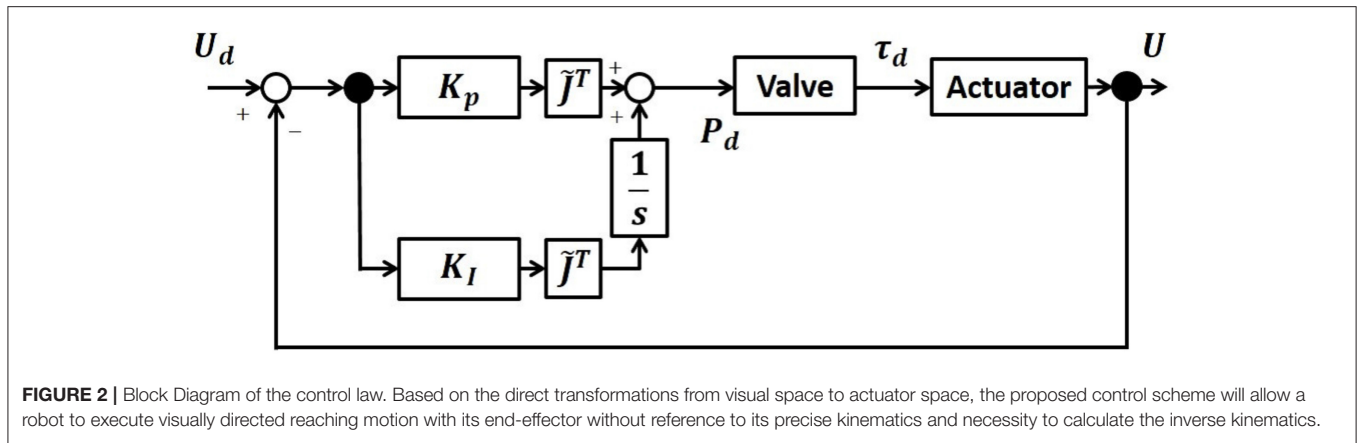 U_d
+
−
K_p
J̃^T
+
+
P_d
Valve
τ_d
Actuator
U
1
s
K_I
J̃^T
FIGURE 2 | Block Diagram of the control law. Based on the direct transformations from visual space to actuator space, the proposed control scheme will allow a
robot to execute visually directed reaching motion with its end-effector without reference to its precise kinematics and necessity to calculate the inverse kinematics.